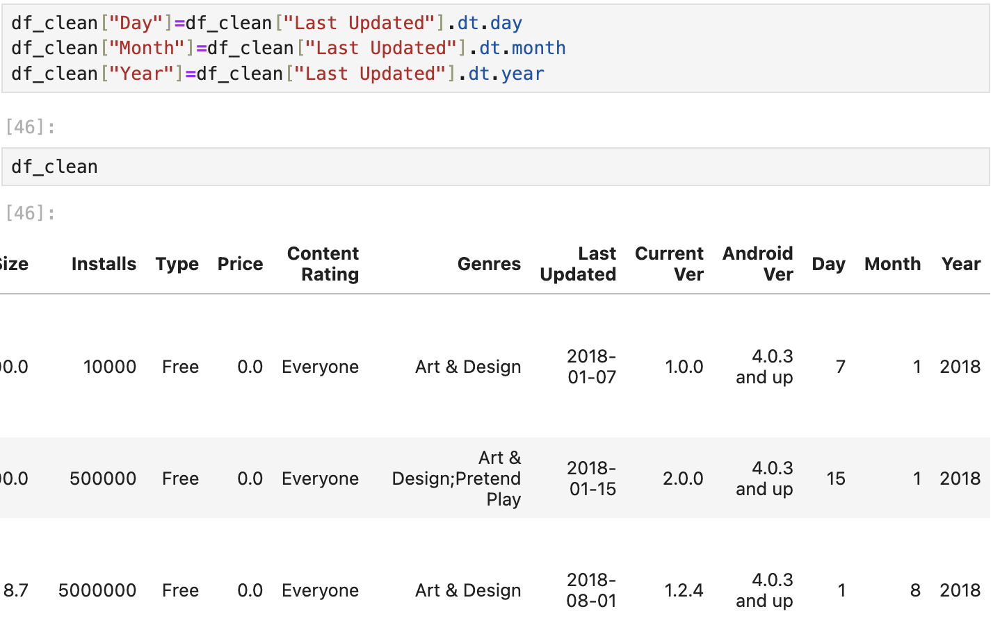 df_clean["Day"]=df_clean["Last Updated"].dt.day
df_clean["Month"]=df_clean["Last Updated"].dt.month
df_clean["Year"]=df_clean["Last Updated"].dt.year
[46]:
df_clean
[46]:
Size Installs Type Price Content Rating Genres Last Updated Current Ver Android Ver Day Month Year
00.0 10000 Free 0.0 Everyone Art & Design 2018-01-07 1.0.0 4.0.3 and up 7 1 2018
00.0 500000 Free 0.0 Everyone Art & Design;Pretend Play 2018-01-15 2.0.0 4.0.3 and up 15 1 2018
8.7 5000000 Free 0.0 Everyone Art & Design 2018-08-01 1.2.4 4.0.3 and up 1 8 2018